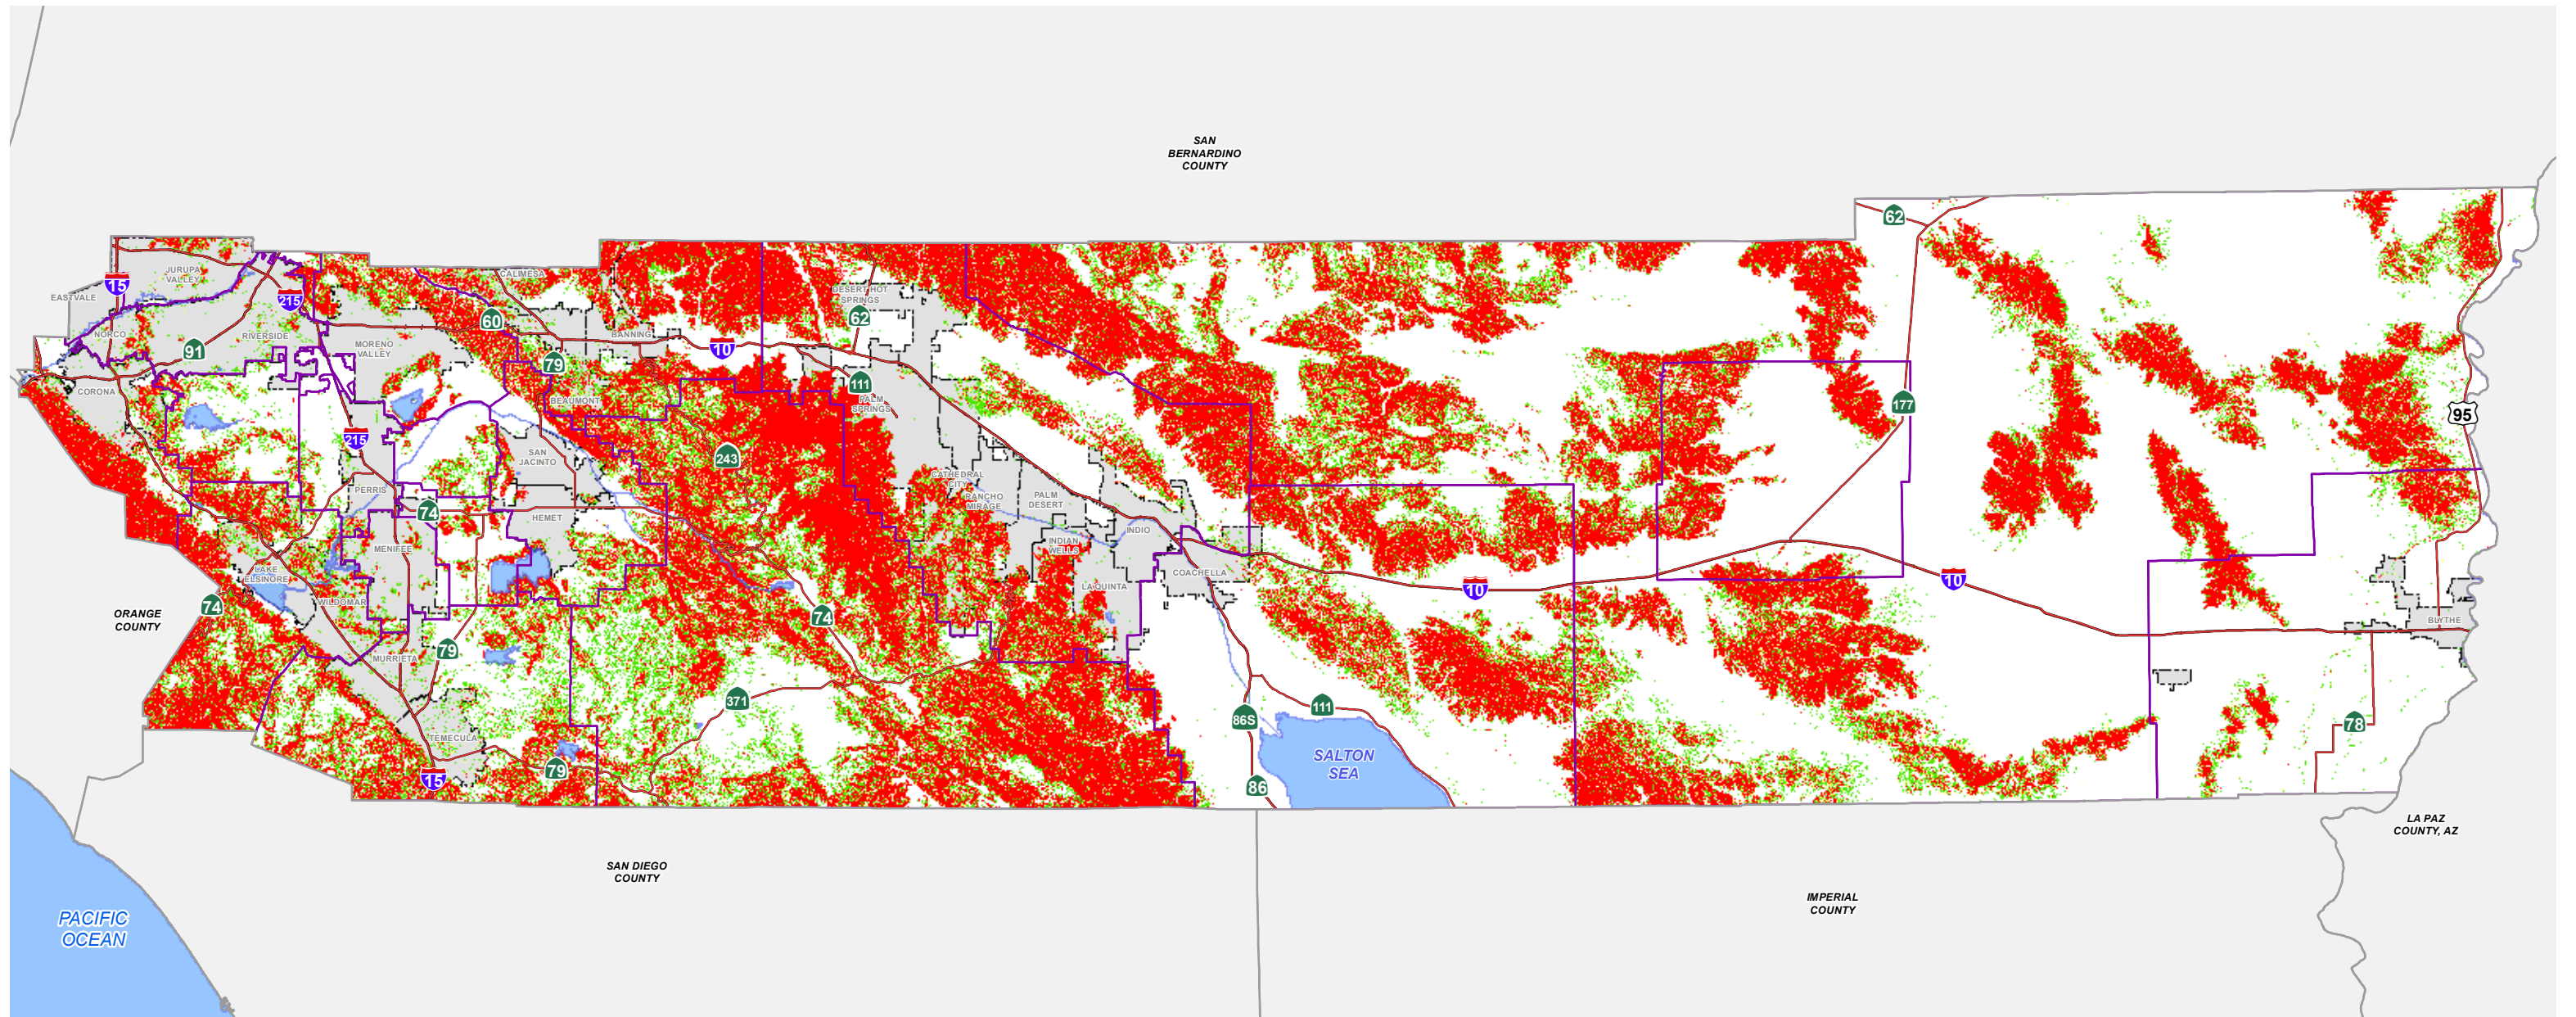 SAN
BERNARDINO
COUNTY
62
JURUPA
VALLEY
CALIMESA
15
EASTVALE
215
DESERT HOT
SPRINGS
62
60
NORCO
91
RIVERSIDE
BANNING
MORENO
VALLEY
10
79
111
CORONA
BEAUMONT
PALM
SPRINGS
177
95
215
243
SAN
JACINTO
CATHEDRAL
CITY
PERRIS
RANCHO
MIRAGE
PALM
DESERT
74
HEMET
INDIO
MENIFEE
INDIAN
WELLS
LAKE
ELSINORE
COACHELLA
LA QUINTA
10
10
WILDOMAR
74
ORANGE
COUNTY
74
BLYTHE
79
MURRIETA
371
111
86S
78
TEMECULA
SALTON
SEA
15
79
86
SAN DIEGO
COUNTY
LA PAZ
COUNTY, AZ
IMPERIAL
COUNTY
PACIFIC
OCEAN